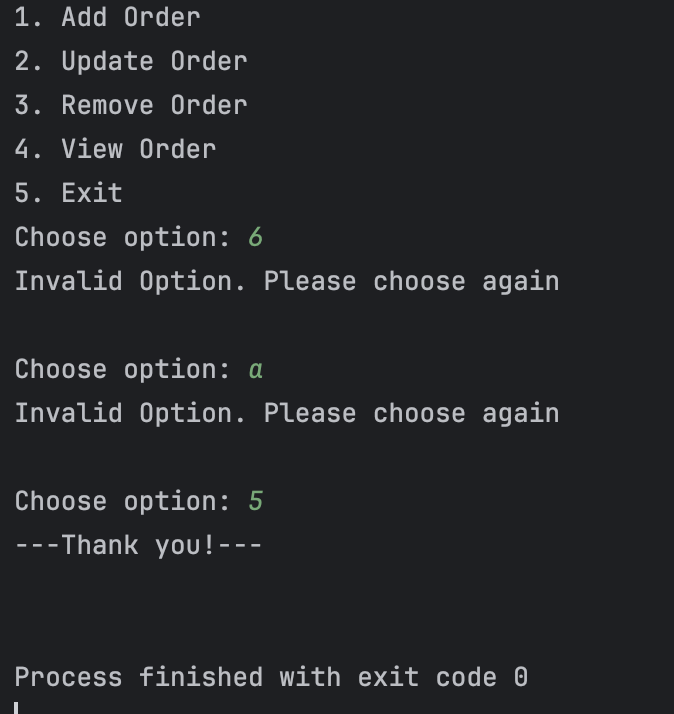 1. Add Order
2. Update Order
3. Remove Order
4. View Order
5. Exit
Choose option: 6
Invalid Option. Please choose again
Choose option: a
Invalid Option. Please choose again
Choose option: 5
---Thank you!---
Process finished with exit code 0